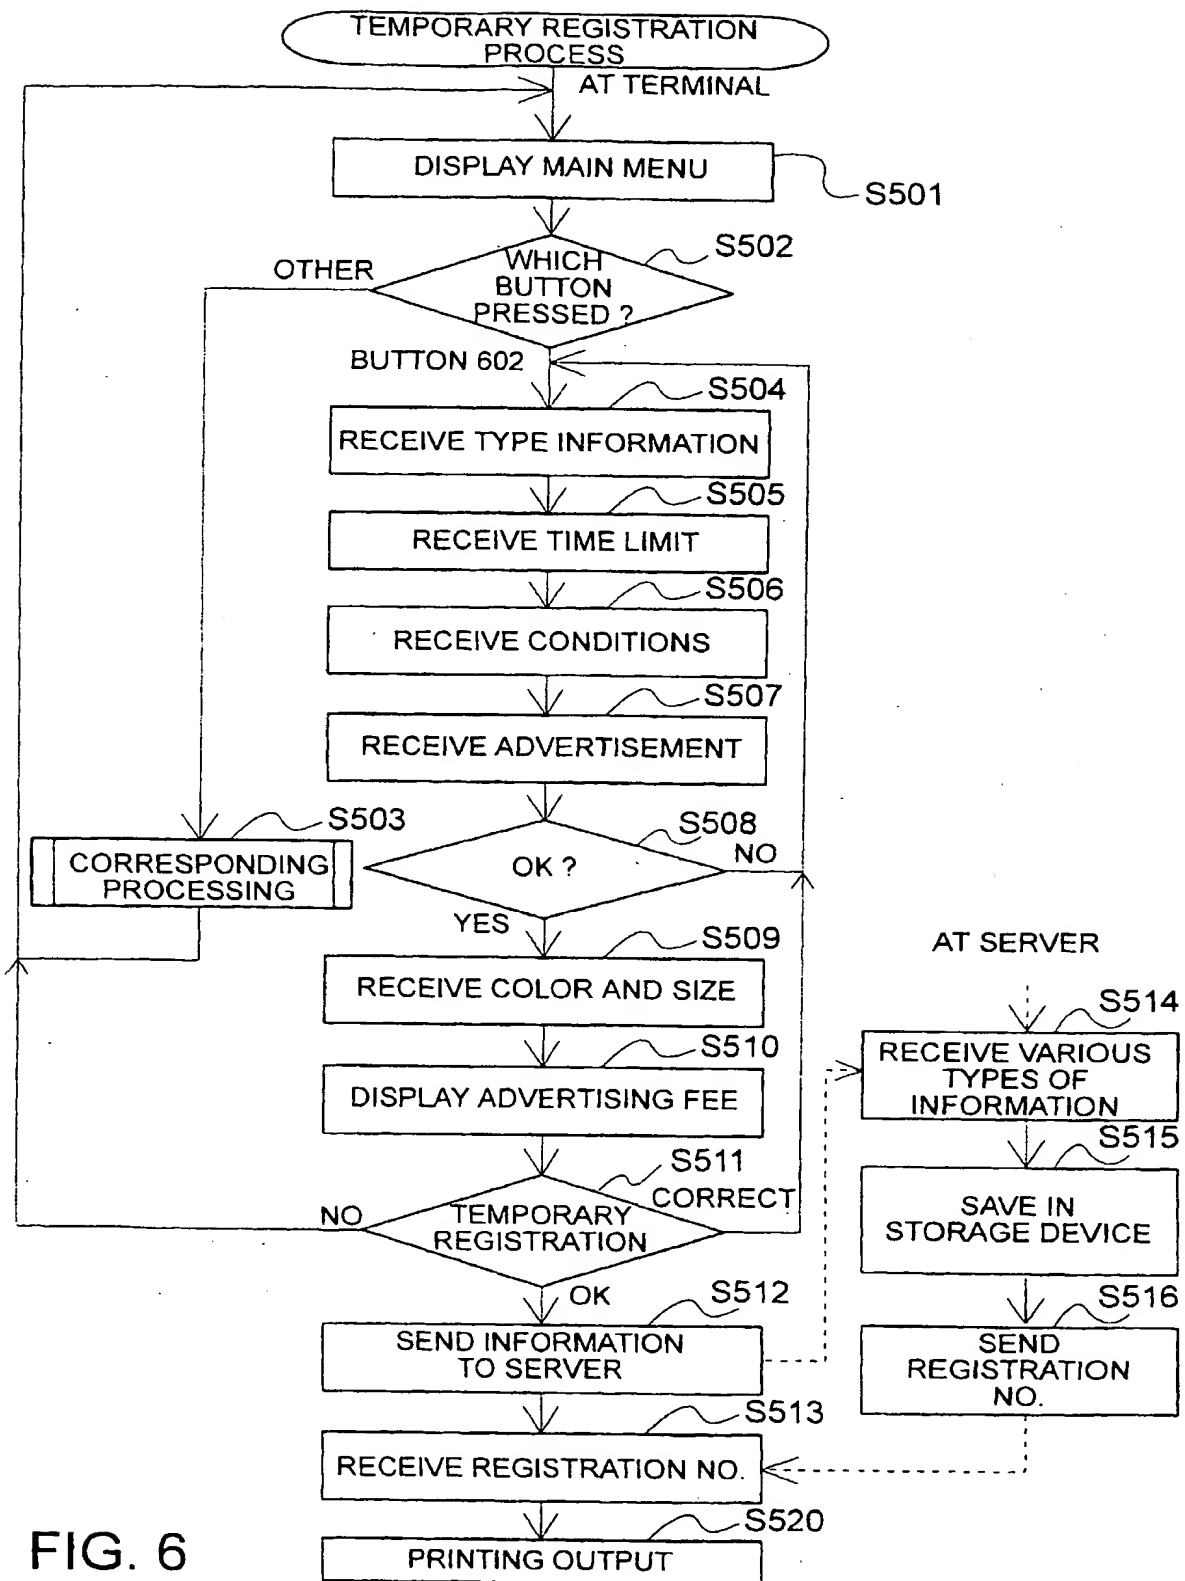 TEMPORARY REGISTRATION
PROCESS
AT TERMINAL
DISPLAY MAIN MENU
S501
S502
WHICH
BUTTON
PRESSED ?
OTHER
BUTTON 602
S504
RECEIVE TYPE INFORMATION
S505
RECEIVE TIME LIMIT
S506
RECEIVE CONDITIONS
S507
RECEIVE ADVERTISEMENT
S503
CORRESPONDING
PROCESSING
S508
OK ?
NO
YES
S509
RECEIVE COLOR AND SIZE
S510
DISPLAY ADVERTISING FEE
S511
CORRECT
NO
TEMPORARY
REGISTRATION
OK
S512
SEND INFORMATION
TO SERVER
S513
RECEIVE REGISTRATION NO.
S520
PRINTING OUTPUT
AT SERVER
S514
RECEIVE VARIOUS
TYPES OF
INFORMATION
S515
SAVE IN
STORAGE DEVICE
S516
SEND
REGISTRATION
NO.
FIG. 6